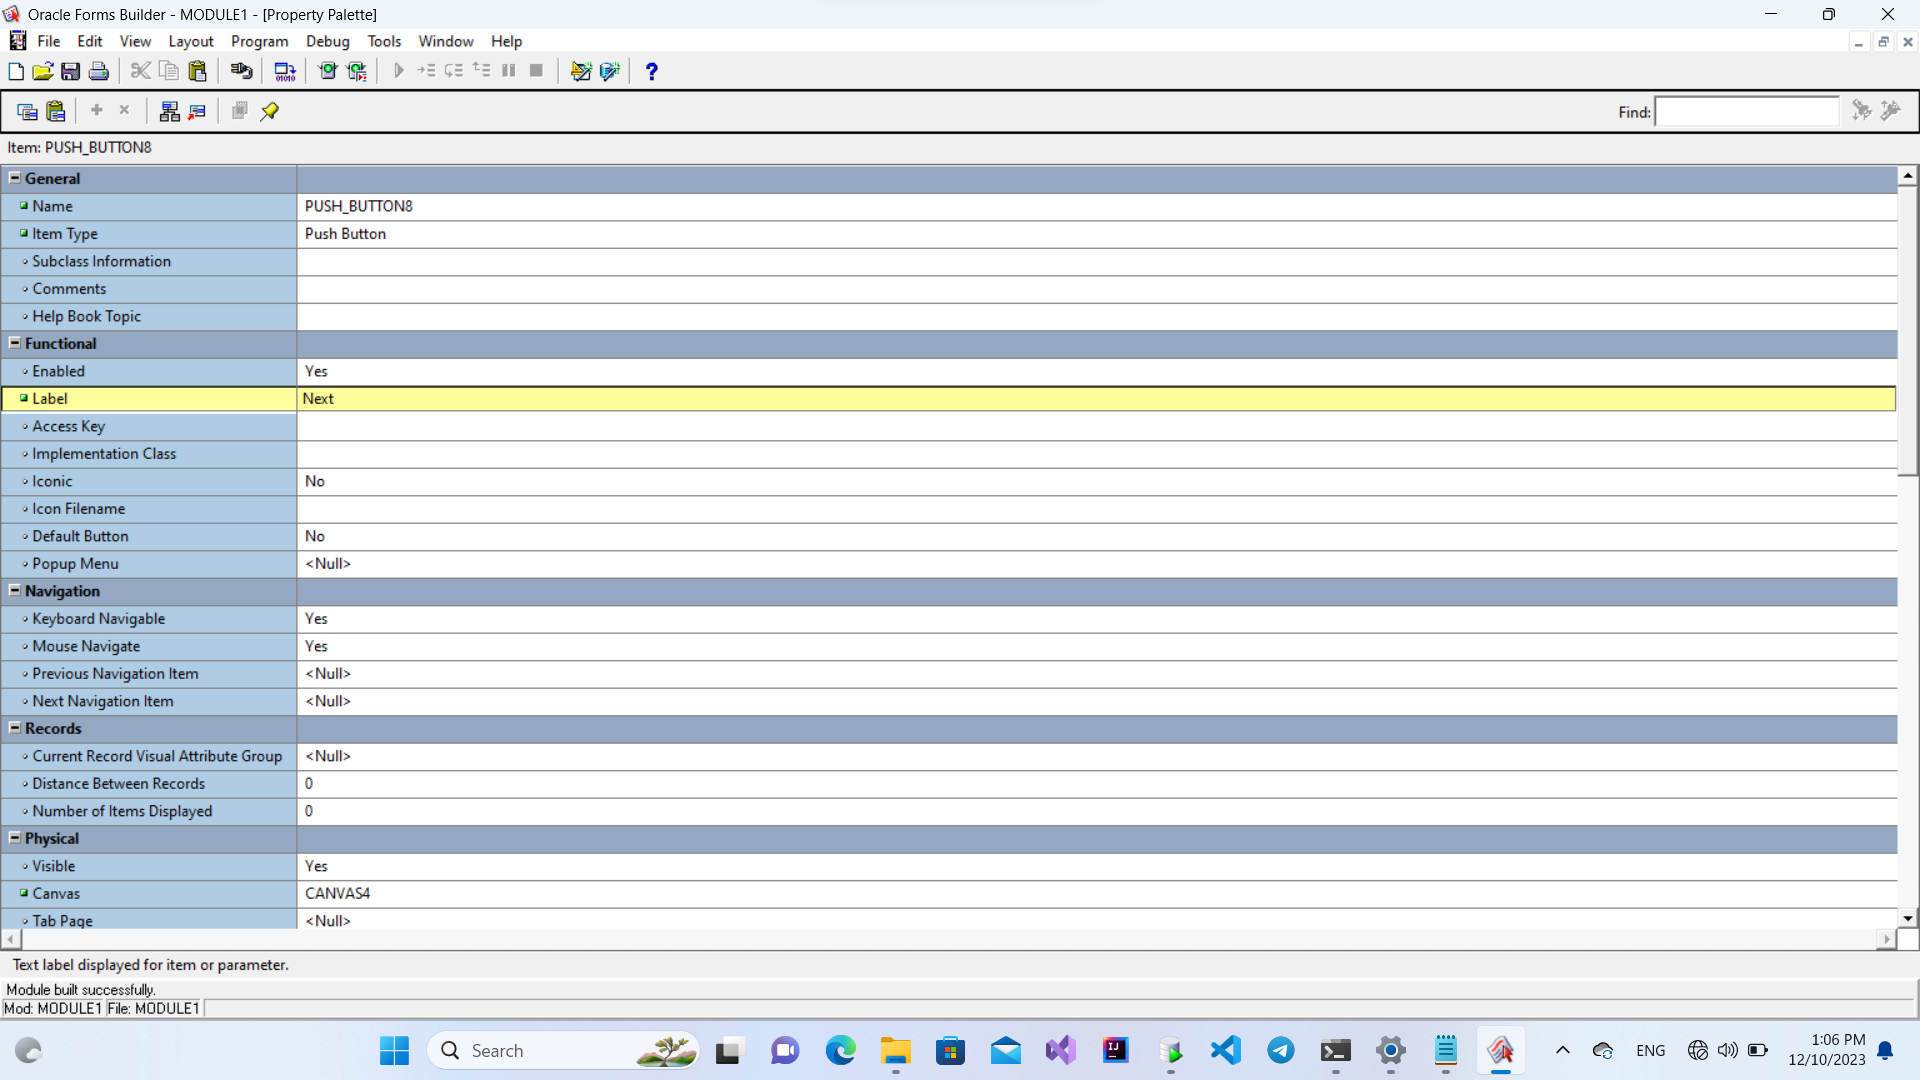 Oracle Forms Builder - MODULE1 - [Property Palette]
File Edit View Layout Program Debug Tools Window Help
Find:
Item: PUSH_BUTTON8
General
Name PUSH_BUTTON8
Item Type Push Button
Subclass Information
Comments
Help Book Topic
Functional
Enabled Yes
Label Next
Access Key
Implementation Class
Iconic No
Icon Filename
Default Button No
Popup Menu <Null>
Navigation
Keyboard Navigable Yes
Mouse Navigate Yes
Previous Navigation Item <Null>
Next Navigation Item <Null>
Records
Current Record Visual Attribute Group <Null>
Distance Between Records 0
Number of Items Displayed 0
Physical
Visible Yes
Canvas CANVAS4
Tab Page <Null>
Text label displayed for item or parameter.
Module built successfully.
Mod: MODULE1 File: MODULE1
Search
ENG
1:06 PM
12/10/2023